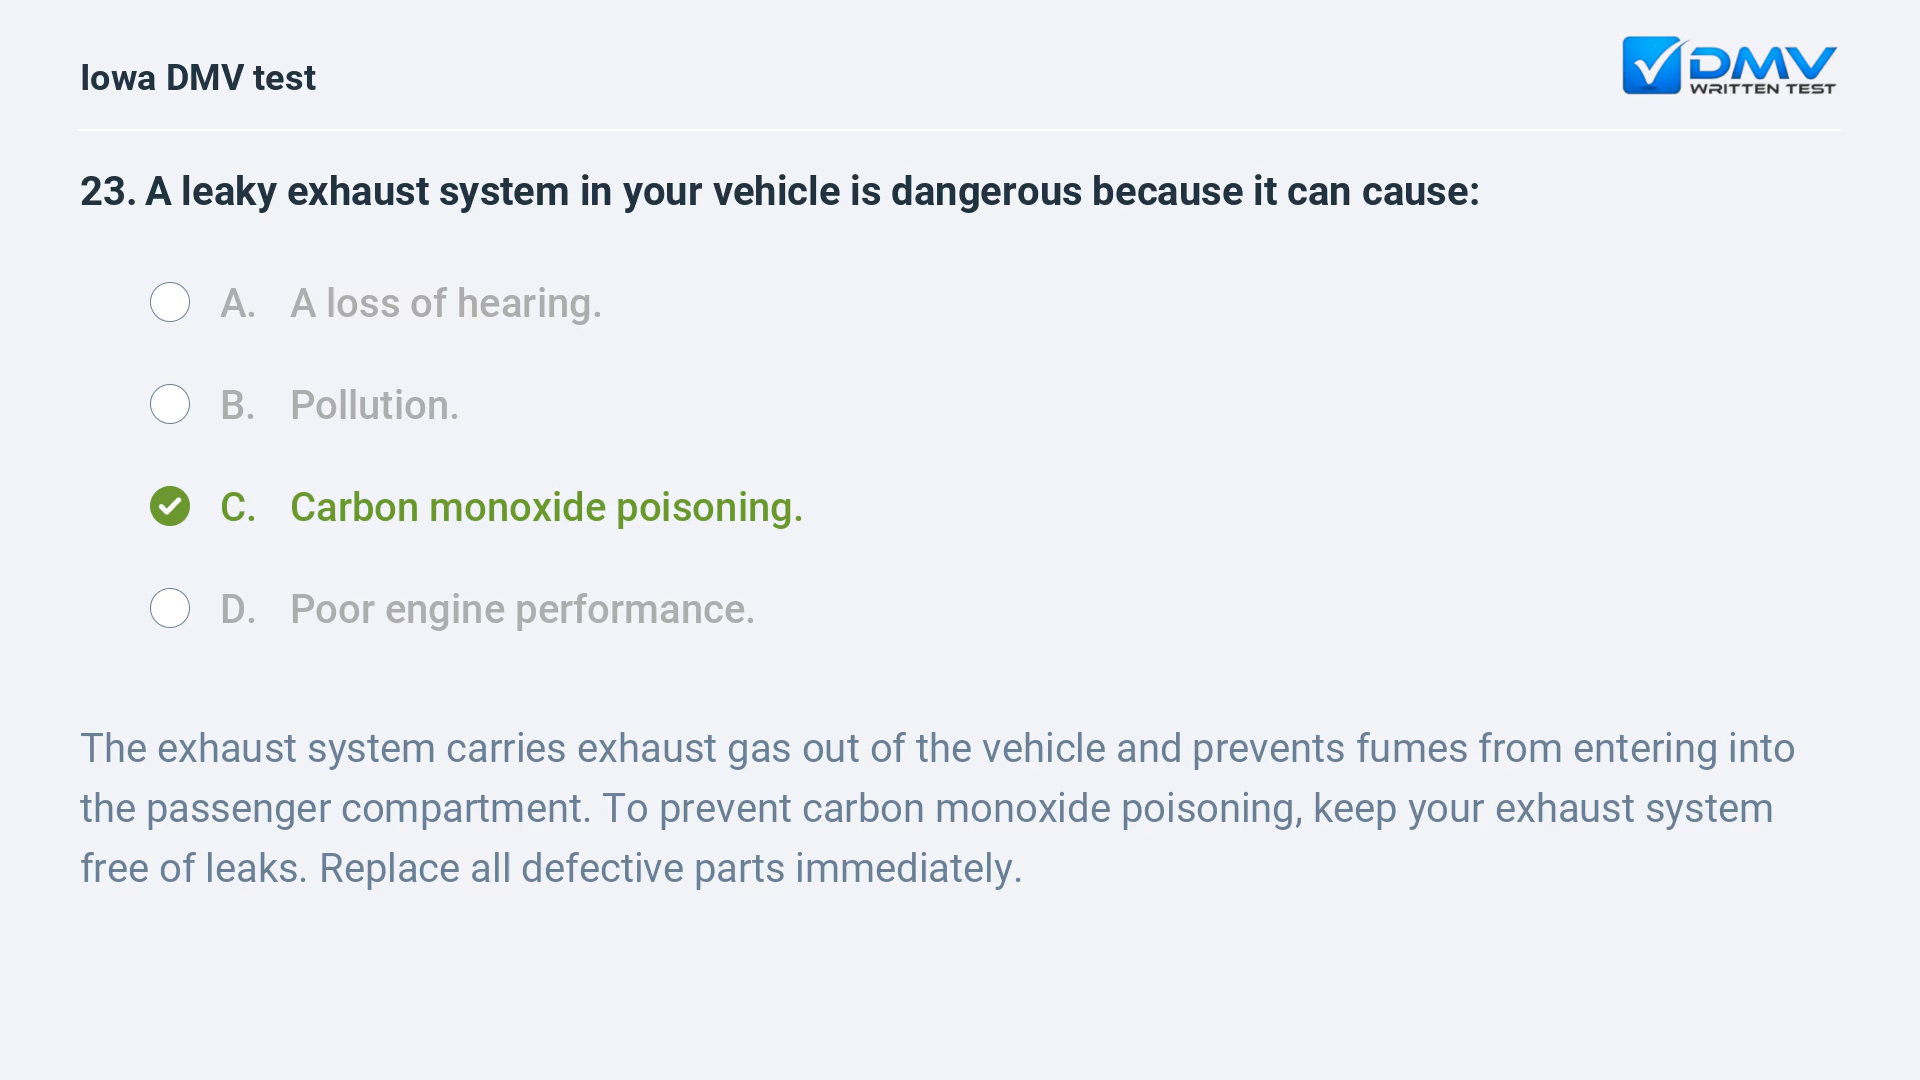 Iowa DMV test
DMV
WRITTEN TEST
23. A leaky exhaust system in your vehicle is dangerous because it can cause:
A. A loss of hearing.
B. Pollution.
C. Carbon monoxide poisoning.
D. Poor engine performance.
The exhaust system carries exhaust gas out of the vehicle and prevents fumes from entering into
the passenger compartment. To prevent carbon monoxide poisoning, keep your exhaust system
free of leaks. Replace all defective parts immediately.